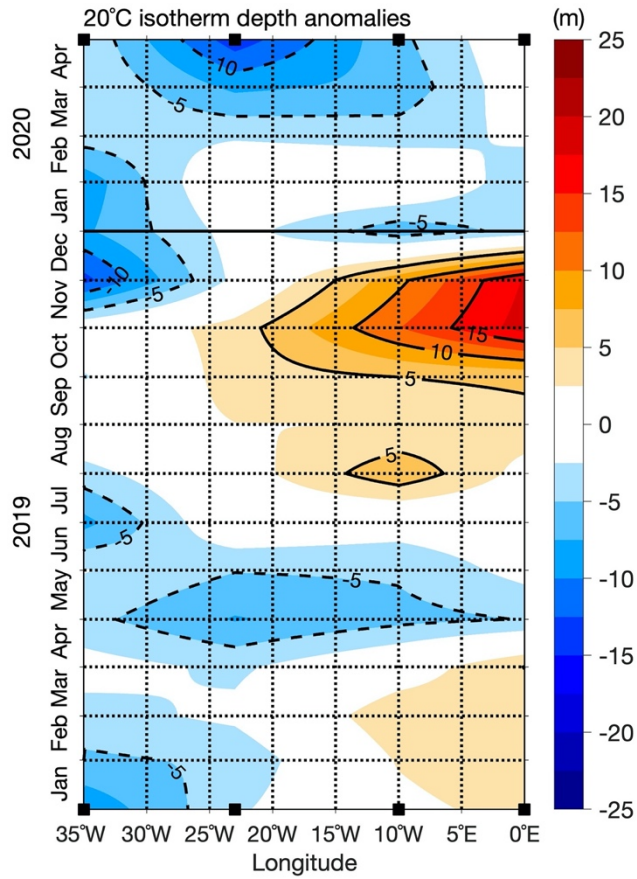 20°C isotherm depth anomalies
(m)
2020
Apr
Mar
Feb
Jan
2019
Dec
Nov
Oct
Sep
Aug
Jul
Jun
May
Apr
Mar
Feb
Jan
-10
-5
-5
-10
-5
15
10
5
5
-5
-5
-5
25
20
15
10
5
0
-5
-10
-15
-20
-25
35°W 30°W 25°W 20°W 15°W 10°W 5°E 0°E
Longitude